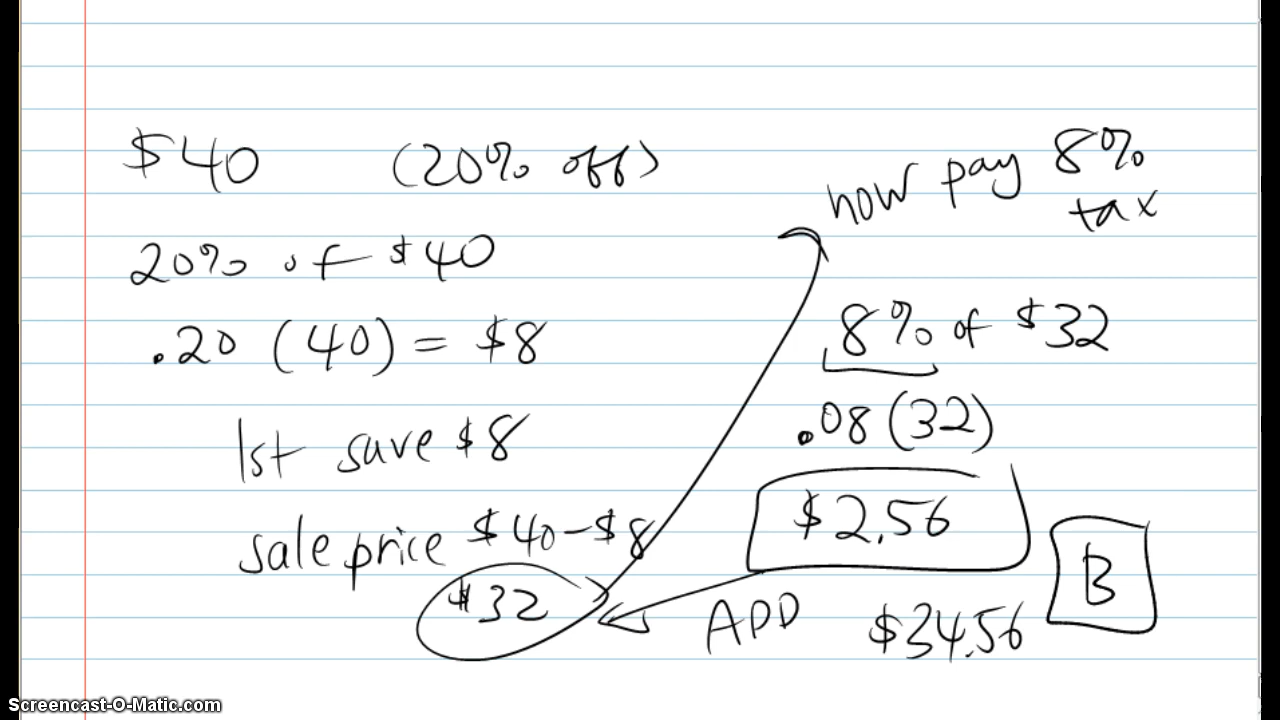 $40 (20% off)
20% of $40
.20 (40) = $8
1st save $8
sale price $40-$8
$32
now pay 8%
tax
8% of $32
.08 (32)
$2.56
ADD $34.56
B
Screencast-O-Matic.com